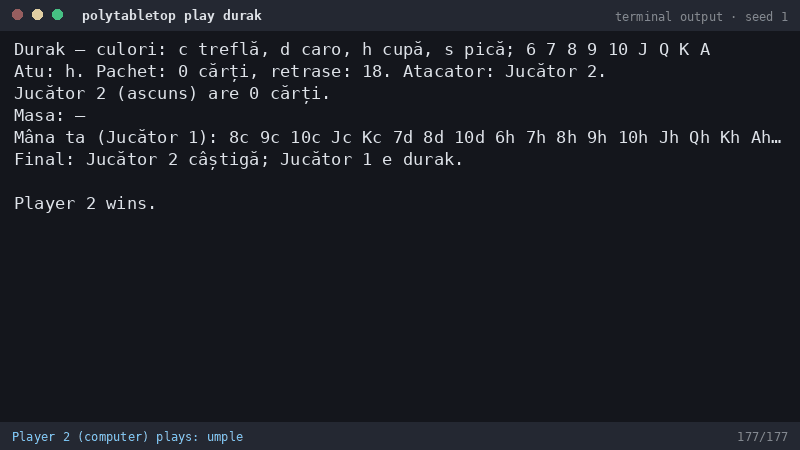 polytabletop play durak
terminal output · seed 1
Durak — culori: c treflă, d caro, h cupă, s pică; 6 7 8 9 10 J Q K A
Atu: h. Pachet: 0 cărți, retrase: 18. Atacator: Jucător 2.
Jucător 2 (ascuns) are 0 cărți.
Masa: —
Mâna ta (Jucător 1): 8c 9c 10c Jc Kc 7d 8d 10d 6h 7h 8h 9h 10h Jh Qh Kh Ah…
Final: Jucător 2 câștigă; Jucător 1 e durak.
Player 2 wins.
Player 2 (computer) plays: umple
177/177